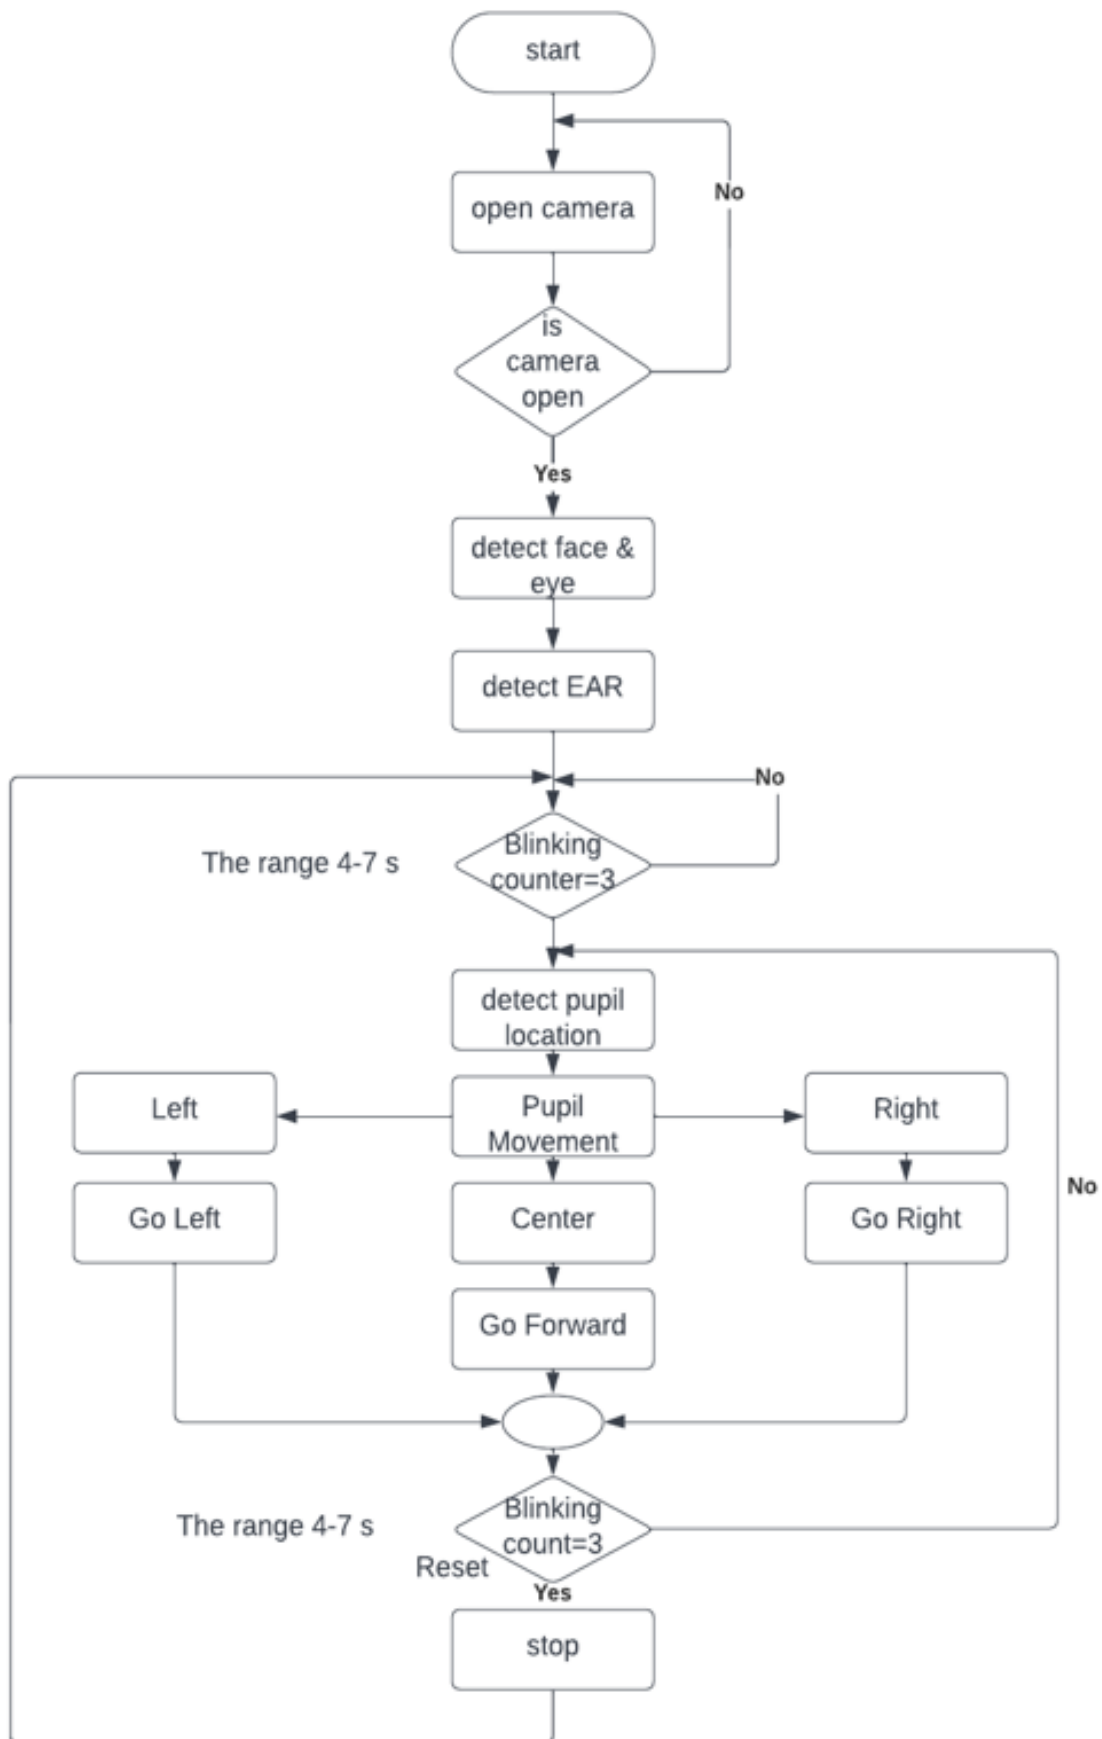 start
No
open camera
is
camera
open
Yes
detect face &
eye
detect EAR
No
The range 4-7 s
Blinking
counter=3
detect pupil
location
Left
Pupil
Movement
Right
Go Left
Center
Go Right
No
Go Forward
The range 4-7 s
Blinking
count=3
Reset
Yes
stop